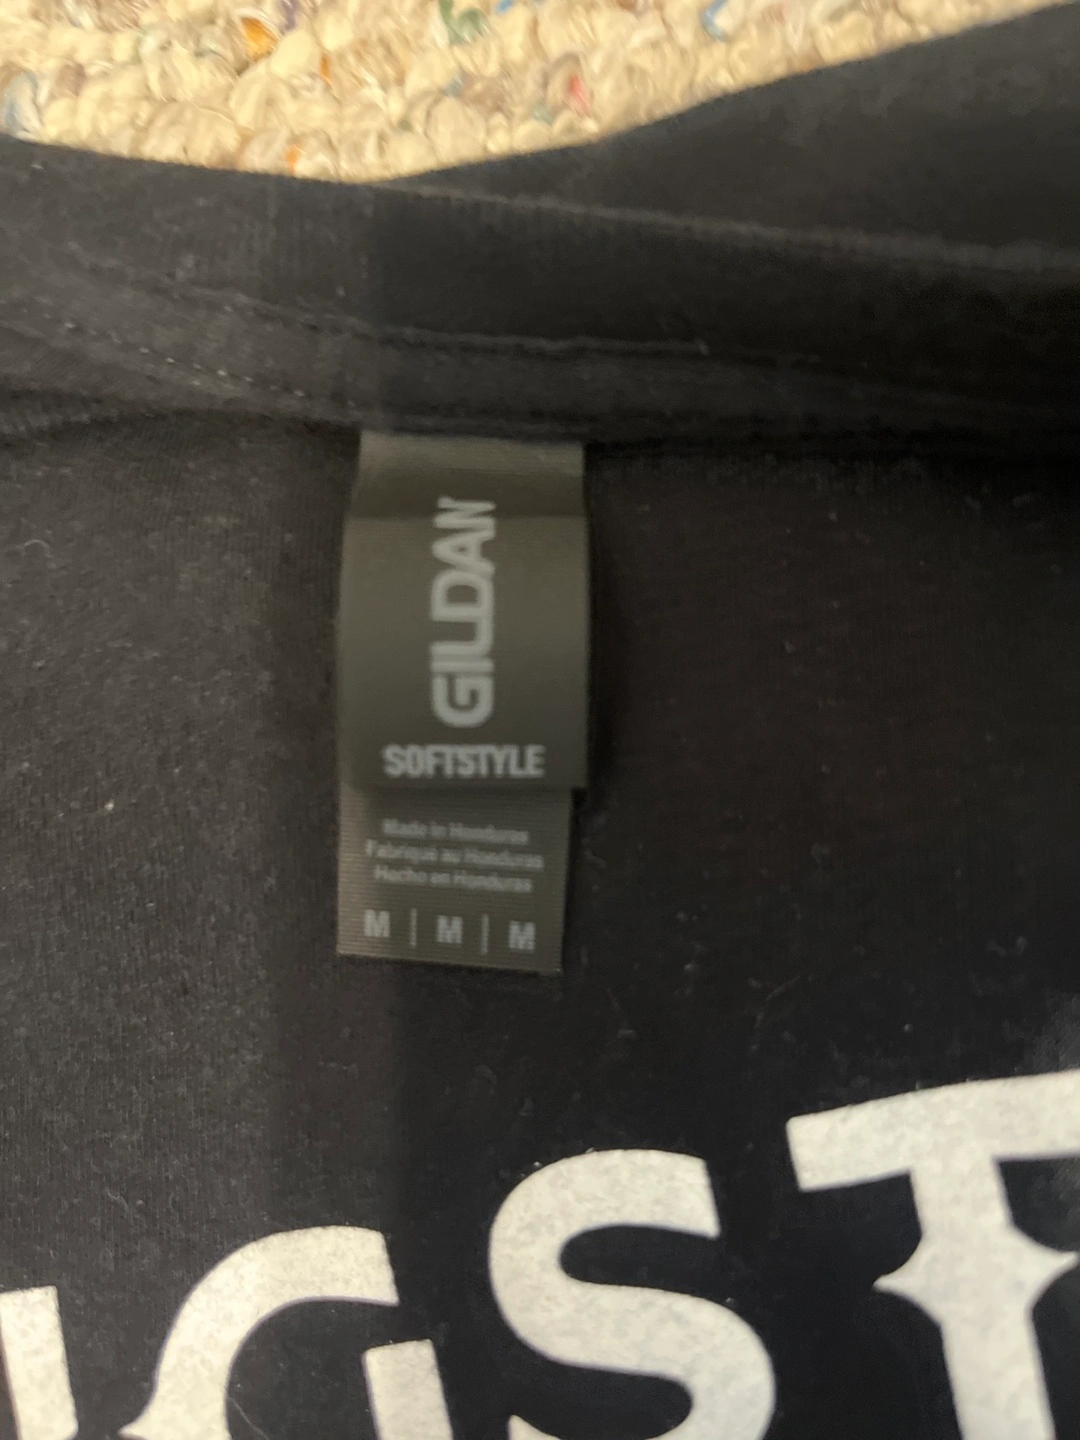 GILDAN
SOFTSTYLE
Made in Honduras
Fabriqué au Honduras
Hecho en Honduras
M | M | M
GST